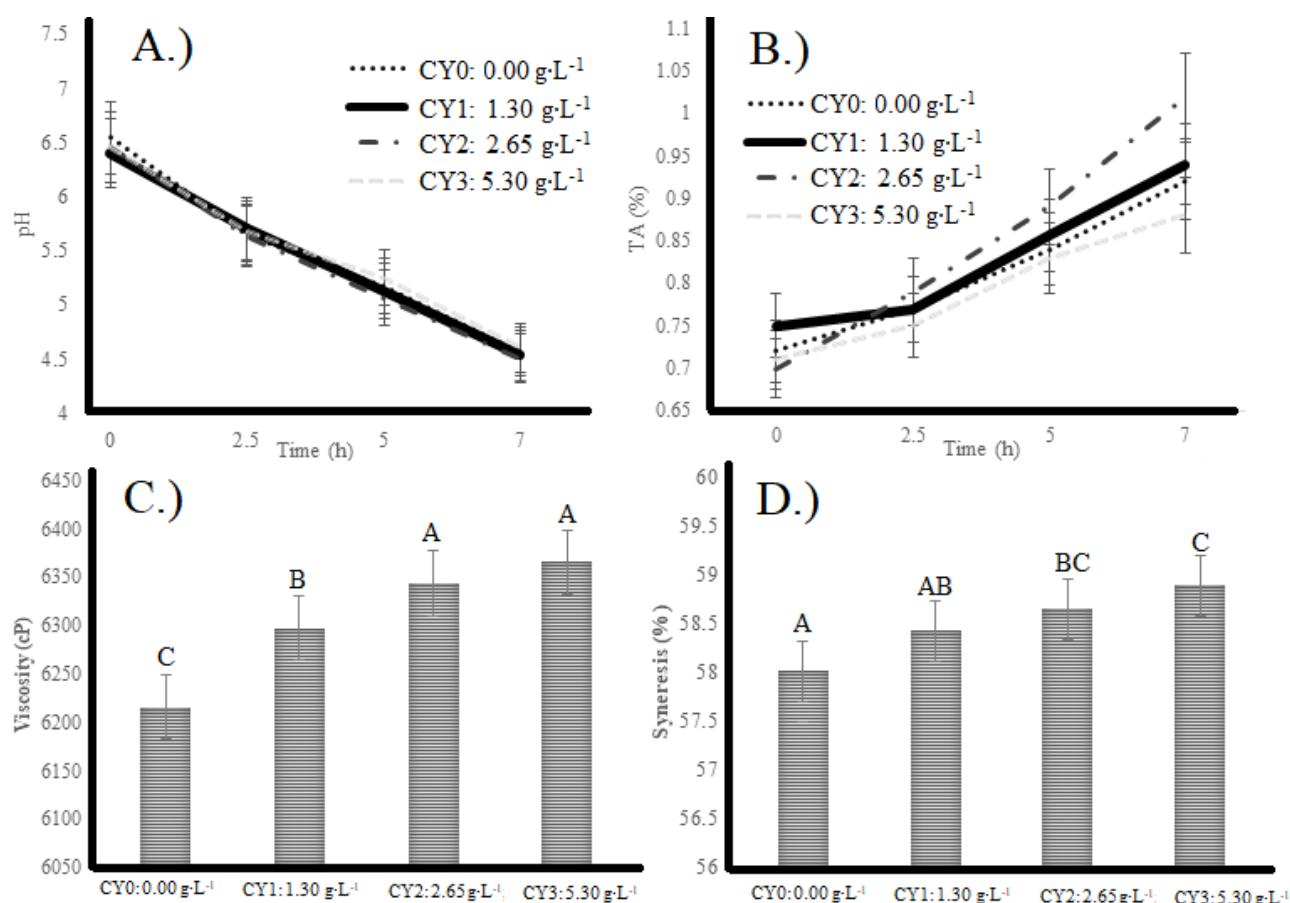 A.)
7.5
7
6.5
6
5.5
5
4.5
4
pH
CY0: 0.00 g·L-1
CY1: 1.30 g·L-1
CY2: 2.65 g·L-1
CY3: 5.30 g·L-1
0
2.5
5
7
Time (h)
B.)
1.1
1.05
1
0.95
0.9
0.85
0.8
0.75
0.7
0.65
TA (%)
CY0: 0.00 g·L-1
CY1: 1.30 g·L-1
CY2: 2.65 g·L-1
CY3: 5.30 g·L-1
0
2.5
5
7
Time (h)
C.)
6450
6400
6350
6300
6250
6200
6150
6100
6050
Viscosity (cP)
C
B
A
A
CY0:0.00 g·L-1
CY1:1.30 g·L-1
CY2:2.65 g·L-1
CY3:5.30 g·L-1
D.)
60
59.5
59
58.5
58
57.5
57
56.5
56
Syneresis (%)
A
AB
BC
C
CY0:0.00 g·L-1
CY1:1.30 g·L-1
CY2:2.65 g·L-1
CY3:5.30 g·L-1